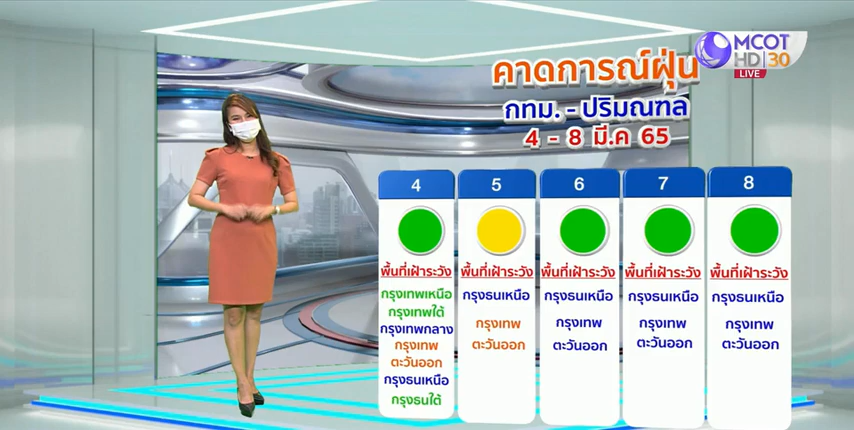 MCOT
HD 30
LIVE
คาดการณ์ฝุ่น
กทม. - ปริมณฑล
4 - 8 มี.ค 65
4
พื้นที่เฝ้าระวัง
กรุงเทพเหนือ
กรุงเทพใต้
กรุงเทพกลาง
กรุงเทพ
ตะวันออก
กรุงธนเหนือ
กรุงธนใต้
5
พื้นที่เฝ้าระวัง
กรุงธนเหนือ
กรุงเทพ
ตะวันออก
6
พื้นที่เฝ้าระวัง
กรุงธนเหนือ
กรุงเทพ
ตะวันออก
7
พื้นที่เฝ้าระวัง
กรุงธนเหนือ
กรุงเทพ
ตะวันออก
8
พื้นที่เฝ้าระวัง
กรุงธนเหนือ
กรุงเทพ
ตะวันออก